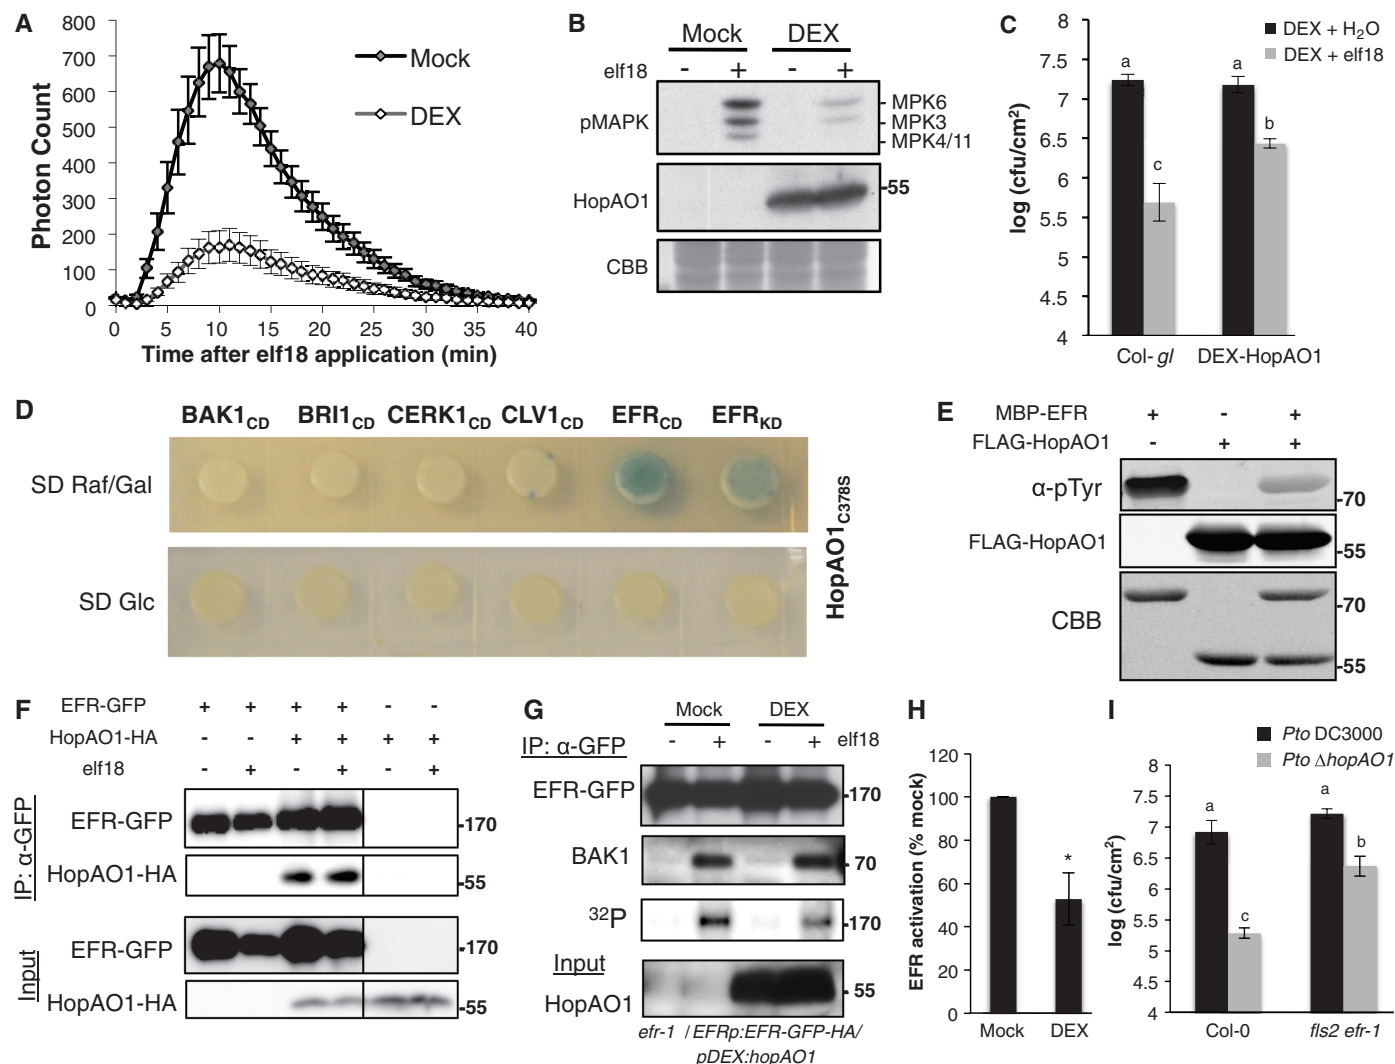 A
800
700
600
500
400
300
200
100
0
Photon Count
Mock
DEX
0 5 10 15 20 25 30 35 40
Time after elf18 application (min)
B
Mock DEX
elf18 - + - +
pMAPK
MPK6
MPK3
MPK4/11
HopAO1
-55
CBB
C
DEX + H₂O
DEX + elf18
8
7.5
7
6.5
6
5.5
5
4.5
4
log (cfu/cm²)
a c a b
Col- gl DEX-HopAO1
D
BAK1CD BRI1CD CERK1CD CLV1CD EFRCD EFRKD
SD Raf/Gal
SD Glc
HopAO1C378S
E
MBP-EFR + - +
FLAG-HopAO1 - + +
α-pTyr
-70
FLAG-HopAO1
-55
CBB
-70
-55
F
EFR-GFP + + + + - -
HopAO1-HA - - + + + +
elf18 - + - + - +
IP: α-GFP
EFR-GFP
-170
HopAO1-HA
-55
Input
EFR-GFP
-170
HopAO1-HA
-55
G
Mock DEX
IP: α-GFP - + - + elf18
EFR-GFP
-170
BAK1
- 70
³²P
-170
Input
HopAO1
- 55
efr-1 / EFRp:EFR-GFP-HA/
pDEX:hopAO1
H
120
100
80
60
40
20
0
EFR activation (% mock)
*
Mock DEX
I
Pto DC3000
Pto ΔhopAO1
8
7.5
7
6.5
6
5.5
5
4.5
4
log (cfu/cm²)
a c a b
Col-0 fls2 efr-1